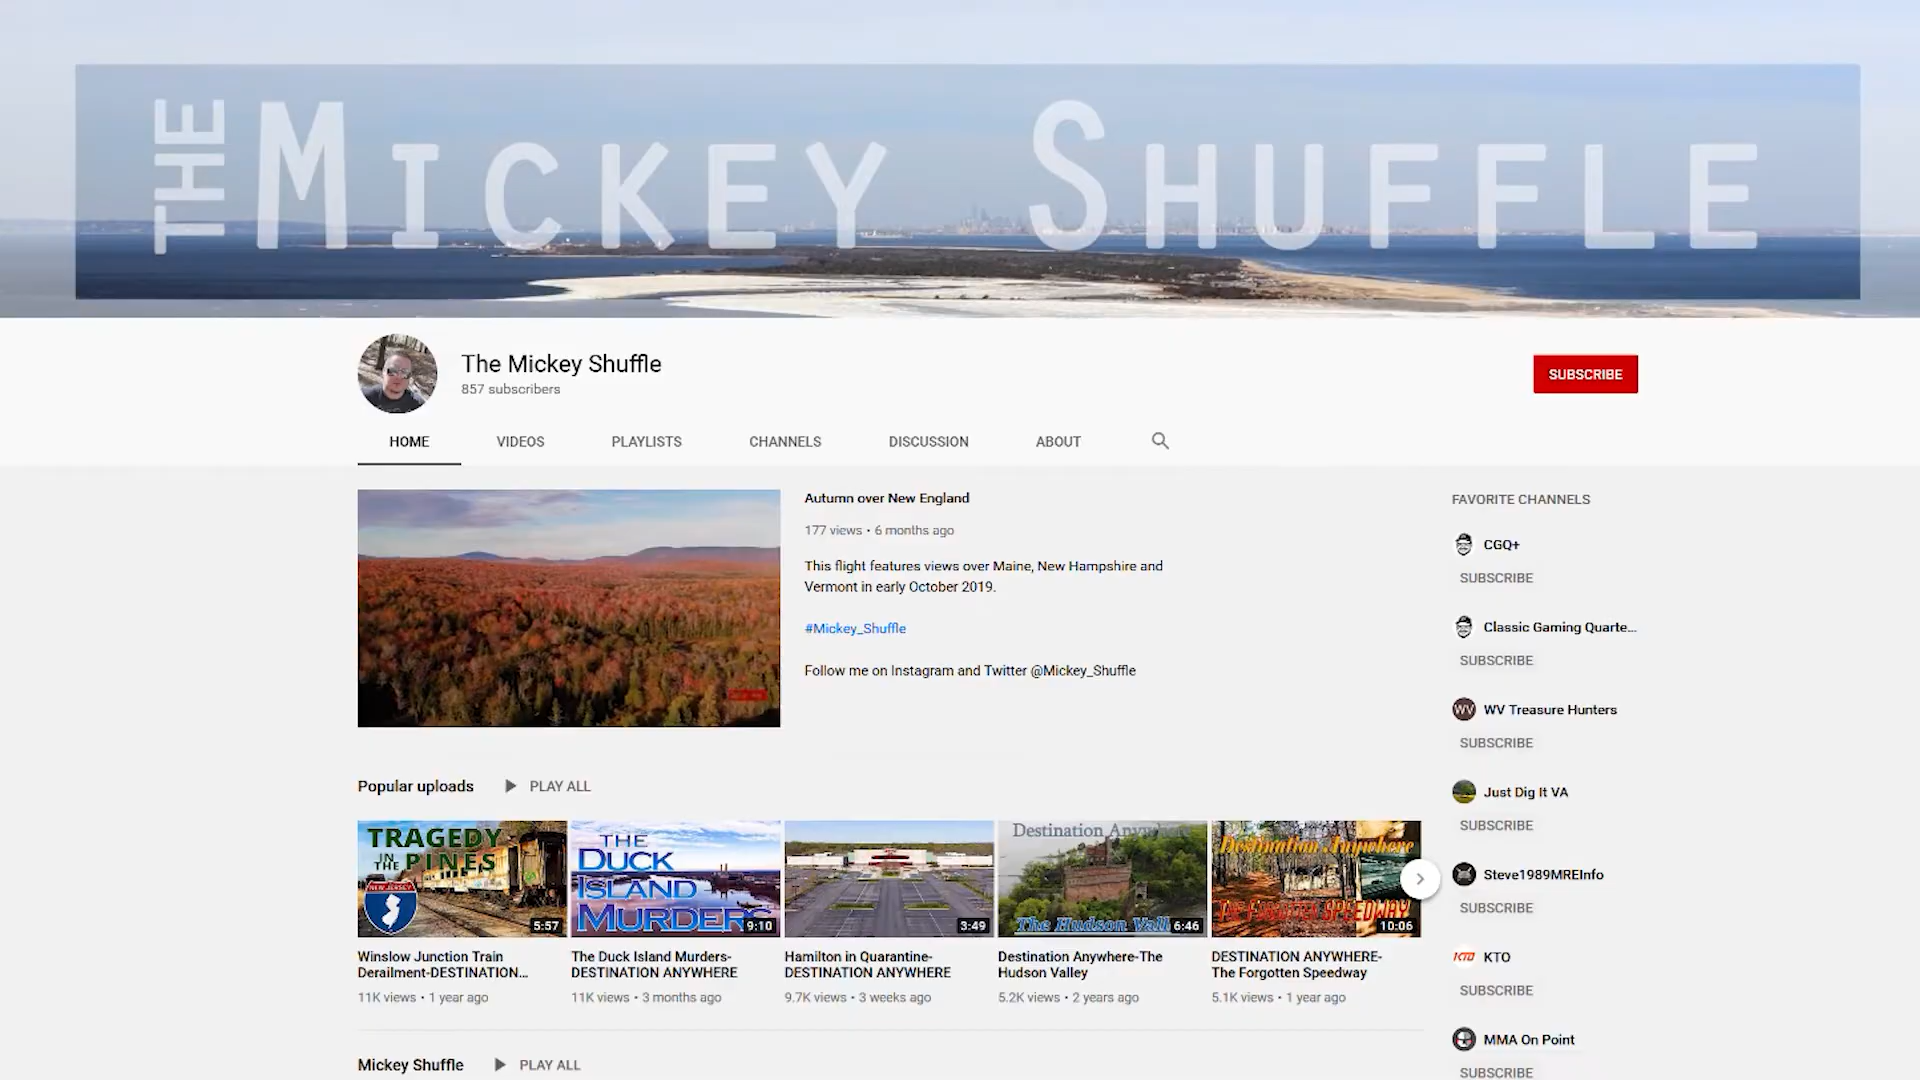 THE MICKEY SHUFFLE
The Mickey Shuffle
857 subscribers
SUBSCRIBE
HOME VIDEOS PLAYLISTS CHANNELS DISCUSSION ABOUT
Autumn over New England
177 views • 6 months ago
This flight features views over Maine, New Hampshire and
Vermont in early October 2019.
#Mickey_Shuffle
Follow me on Instagram and Twitter @Mickey_Shuffle
FAVORITE CHANNELS
CGQ+
SUBSCRIBE
Classic Gaming Quarte...
SUBSCRIBE
WV
WV Treasure Hunters
SUBSCRIBE
Just Dig It VA
SUBSCRIBE
Steve1989MREInfo
SUBSCRIBE
KTO
KTO
SUBSCRIBE
MMA On Point
SUBSCRIBE
Popular uploads PLAY ALL
TRAGEDY
IN THE PINES
NEW JERSEY
5:57
Winslow Junction Train
Derailment-DESTINATION...
11K views • 1 year ago
THE
DUCK
ISLAND
MURDERS
9:10
The Duck Island Murders-
DESTINATION ANYWHERE
11K views • 3 months ago
3:49
Hamilton in Quarantine-
DESTINATION ANYWHERE
9.7K views • 3 weeks ago
Destination Anywhere
The Hudson Vall
6:46
Destination Anywhere-The
Hudson Valley
5.2K views • 2 years ago
Destination Anywhere
THE FORGOTTEN SPEEDWAY
10:06
DESTINATION ANYWHERE-
The Forgotten Speedway
5.1K views • 1 year ago
Mickey Shuffle PLAY ALL